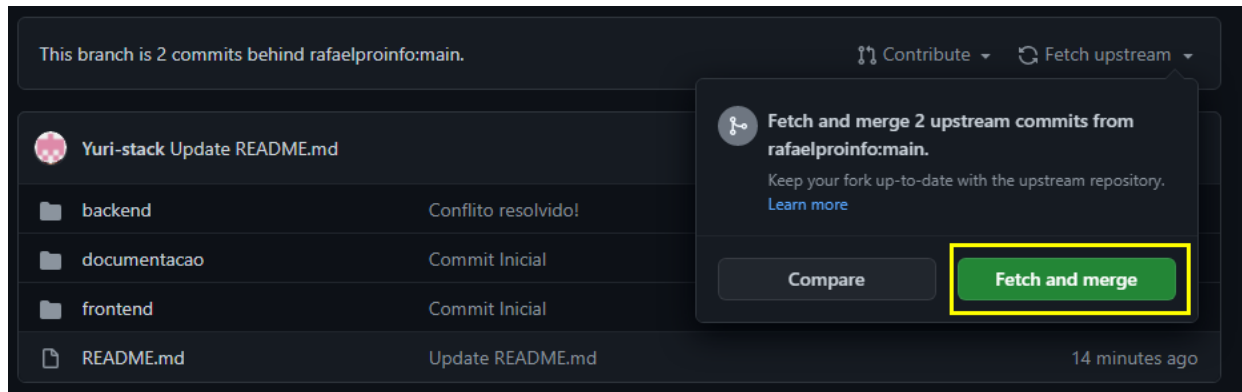 This branch is 2 commits behind rafaelproinfo:main.
Contribute
Fetch upstream
Fetch and merge 2 upstream commits from
rafaelproinfo:main.
Keep your fork up-to-date with the upstream repository.
Learn more
Compare
Fetch and merge
Yuri-stack Update README.md
backend
Conflito resolvido!
documentacao
Commit Inicial
frontend
Commit Inicial
README.md
Update README.md
14 minutes ago